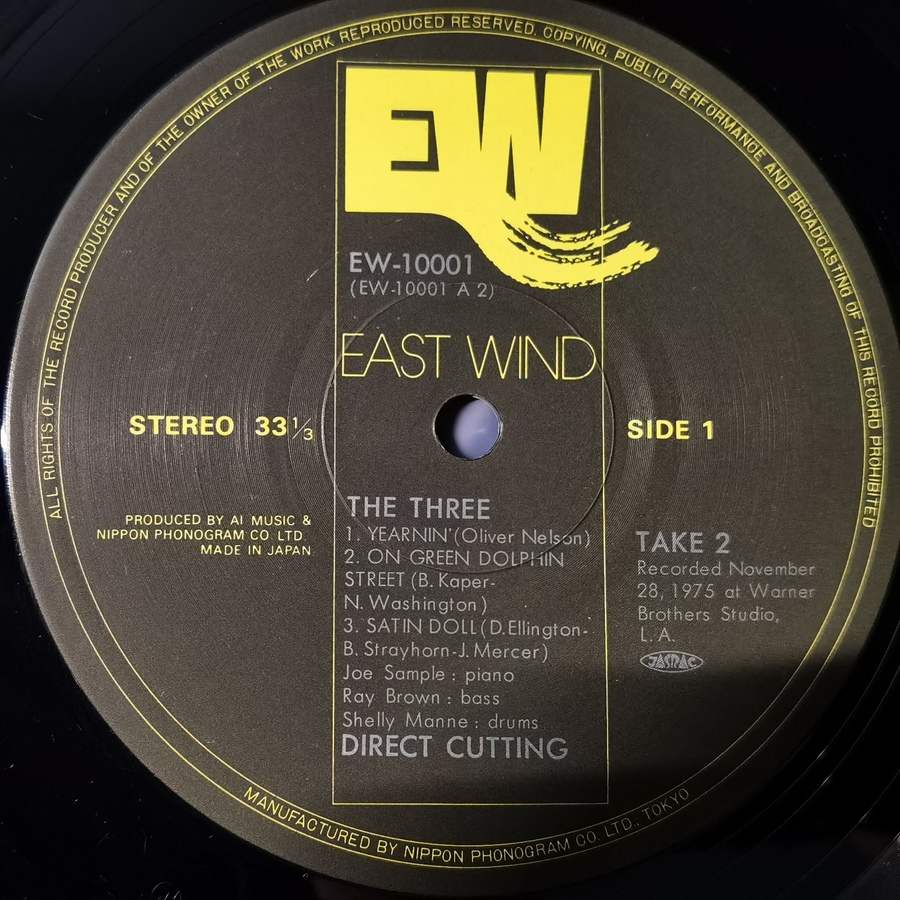 ALL RIGHTS OF THE RECORD PRODUCER AND OF THE OWNER OF THE WORK REPRODUCED RESERVED. COPYING, PUBLIC PERFORMANCE AND BROADCASTING OF THIS RECORD PROHIBITED
EW
EW-10001
(EW-10001 A 2)
EAST WIND
STEREO 33 1/3
SIDE 1
PRODUCED BY AI MUSIC &
NIPPON PHONOGRAM CO. LTD.
MADE IN JAPAN
THE THREE
1. YEARNIN' (Oliver Nelson)
2. ON GREEN DOLPHIN
STREET (B. Kaper-
N. Washington)
3. SATIN DOLL (D. Ellington-
B. Strayhorn-J. Mercer)
Joe Sample : piano
Ray Brown : bass
Shelly Manne : drums
DIRECT CUTTING
TAKE 2
Recorded November
28, 1975 at Warner
Brothers Studio,
L.A.
JASRAC
MANUFACTURED BY NIPPON PHONOGRAM CO. LTD., TOKYO